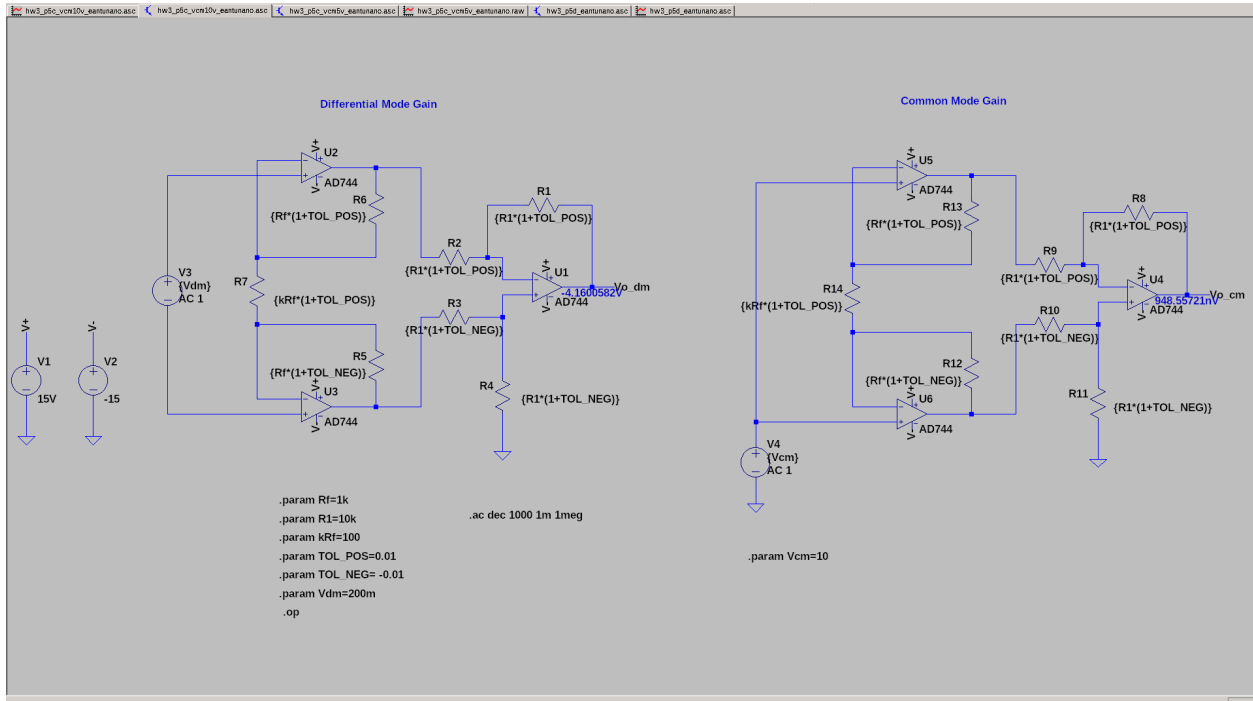 hw3_p5c_vcm10v_eantunano.asc
hw3_p5c_vcm10v_eantunano.asc
hw3_p5c_vcm5v_eantunano.asc
hw3_p5c_vcm5v_eantunano.raw
hw3_p5d_eantunano.asc
hw3_p5d_eantunano.asc
Differential Mode Gain
V+
U2
AD744
V-
R6
{Rf*(1+TOL_POS)}
R1
{R1*(1+TOL_POS)}
R2
{R1*(1+TOL_POS)}
V3
{Vdm}
AC 1
R7
{kRf*(1+TOL_POS)}
V+
U1
AD744
V-
-4.1600582V
Vo_dm
R3
{R1*(1+TOL_NEG)}
V+
V1
15V
V-
V2
-15
R5
{Rf*(1+TOL_NEG)}
V+
U3
AD744
V-
R4
{R1*(1+TOL_NEG)}
.param Rf=1k
.param R1=10k
.param kRf=100
.param TOL_POS=0.01
.param TOL_NEG= -0.01
.param Vdm=200m
.op
.ac dec 1000 1m 1meg
Common Mode Gain
V+
U5
AD744
V-
R13
{Rf*(1+TOL_POS)}
R8
{R1*(1+TOL_POS)}
R9
{R1*(1+TOL_POS)}
R14
{kRf*(1+TOL_POS)}
V+
U4
AD744
V-
948.55721nV
Vo_cm
R10
{R1*(1+TOL_NEG)}
R12
{Rf*(1+TOL_NEG)}
V+
U6
AD744
V-
R11
{R1*(1+TOL_NEG)}
V4
{Vcm}
AC 1
.param Vcm=10